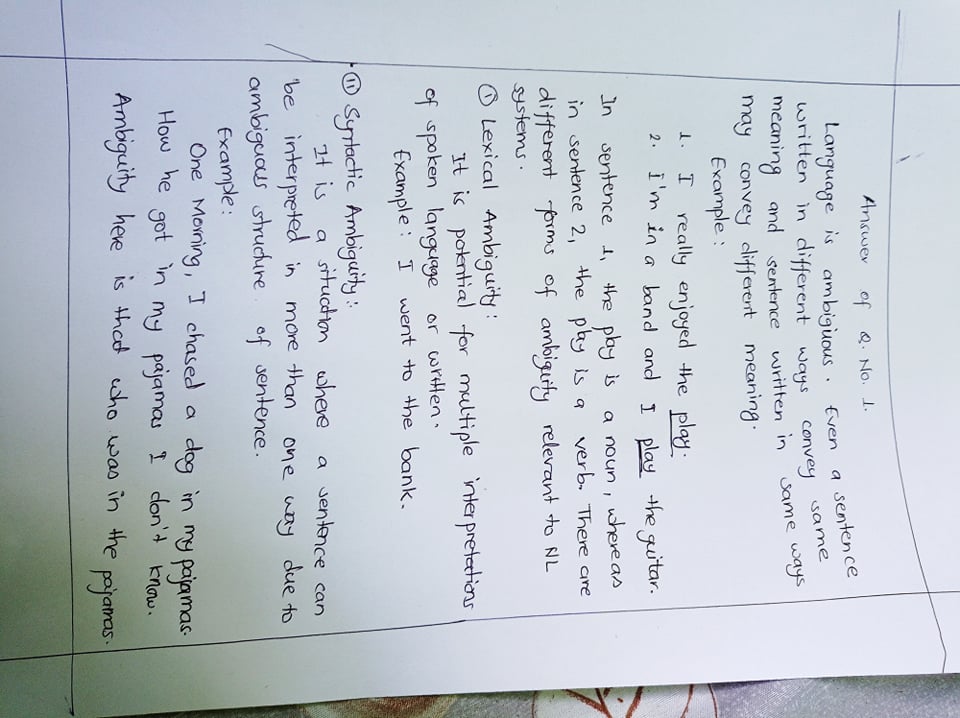 Answer of Q. No. 1.
Language is ambiguous. Even a sentence
written in different ways convey same
meaning and sentence written in same ways
may convey different meaning.
Example:
1. I really enjoyed the play.
2. I'm in a band and I play the guitar.
In sentence 1, the play is a noun, whereas
in sentence 2, the play is a verb. There are
different forms of ambiguity relevant to NL
systems.
(i) Lexical Ambiguity:
It is potential for multiple interpretations
of spoken language or written.
Example: I went to the bank.
(ii) Syntactic Ambiguity:
It is a situation where a sentence can
be interpreted in more than one way due to
ambiguous structure of sentence.
Example:
One Morning, I chased a dog in my pajamas.
How he got in my pajamas I don't know.
Ambiguity here is that who was in the pajamas.